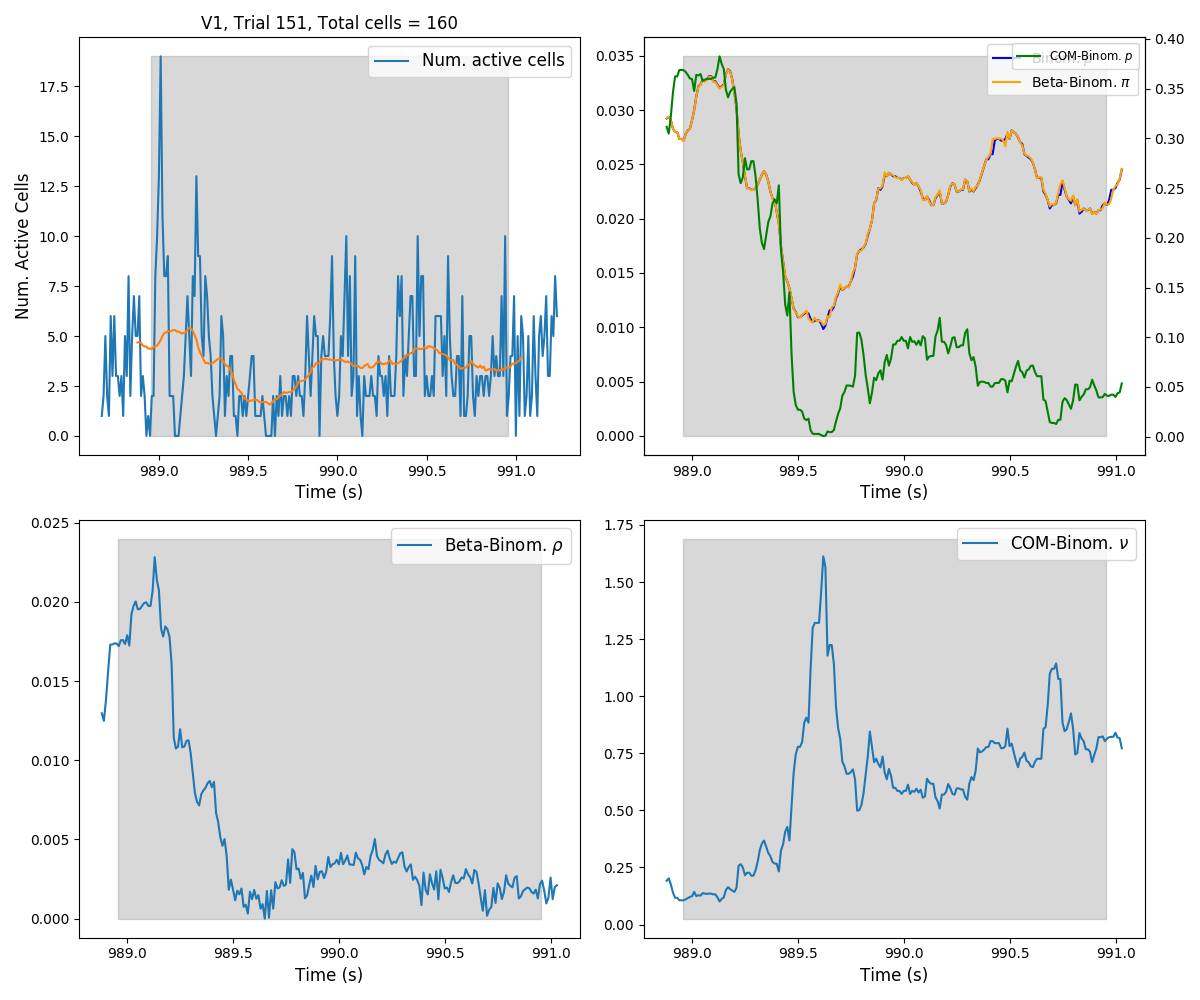 V1, Trial 151, Total cells = 160
Num. active cells
17.5
15.0
12.5
10.0
7.5
5.0
2.5
0.0
Num. Active Cells
989.0 989.5 990.0 990.5 991.0
Time (s)
COM-Binom. p
Beta-Binom. π
0.035
0.030
0.025
0.020
0.015
0.010
0.005
0.000
0.40
0.35
0.30
0.25
0.20
0.15
0.10
0.05
0.00
989.0 989.5 990.0 990.5 991.0
Time (s)
Beta-Binom. ρ
0.025
0.020
0.015
0.010
0.005
0.000
989.0 989.5 990.0 990.5 991.0
Time (s)
COM-Binom. ν
1.75
1.50
1.25
1.00
0.75
0.50
0.25
0.00
989.0 989.5 990.0 990.5 991.0
Time (s)